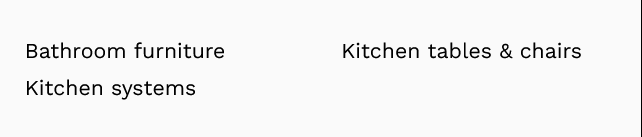 Bathroom furniture
Kitchen tables & chairs
Kitchen systems